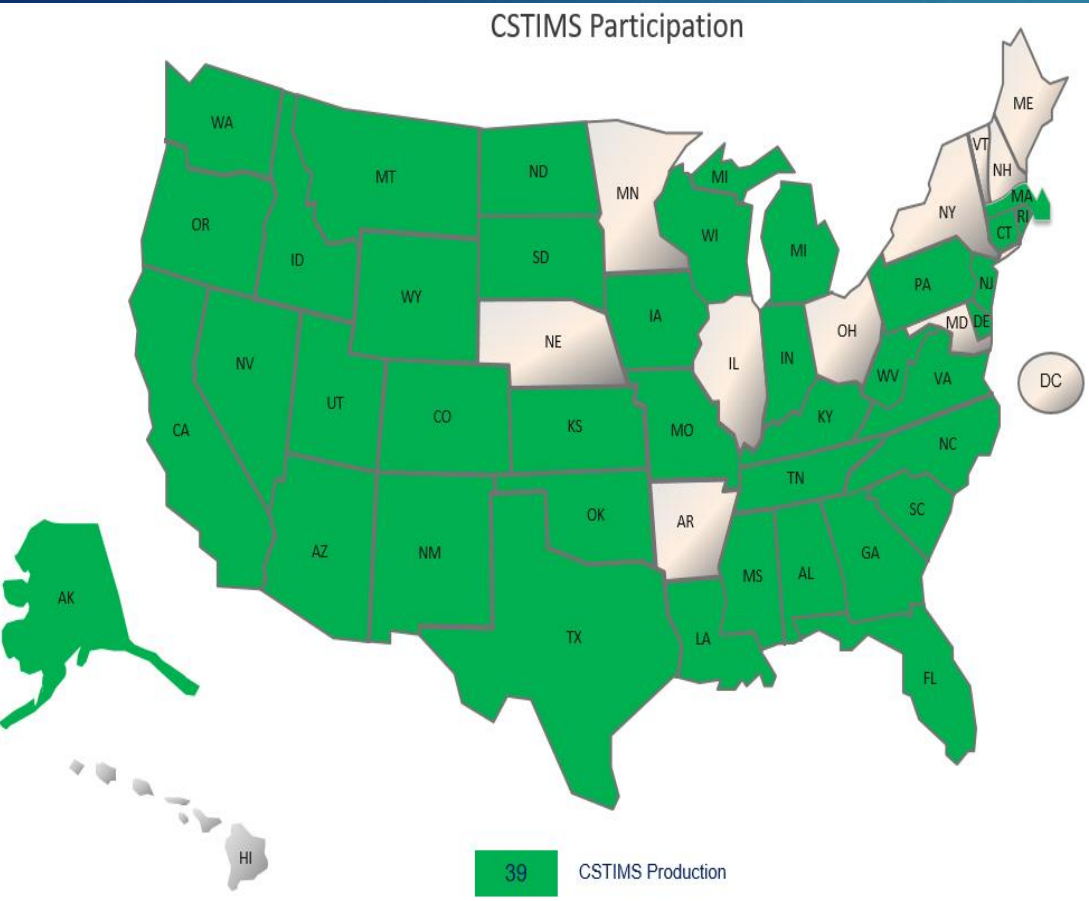 CSTIMS Participation
ME
WA
VT
NH
ND
MT
MI
MN
MA
NY
RI
OR
WI
CT
MI
SD
ID
PA
NJ
WY
IA
MD
DE
OH
NE
IN
NV
IL
WV
VA
DC
UT
CO
KY
KS
CA
MO
NC
TN
SC
OK
AR
AZ
NM
GA
AL
MS
AK
TX
LA
FL
HI
39 CSTIMS Production